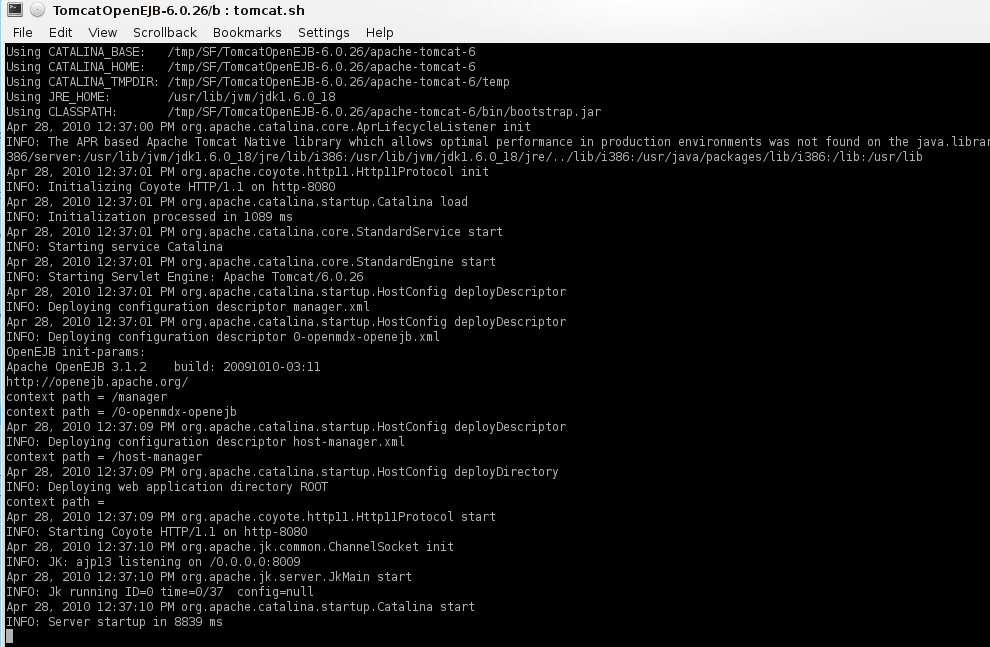 TomcatOpenEJB-6.0.26/b : tomcat.sh
File Edit View Scrollback Bookmarks Settings Help
Using CATALINA_BASE:   /tmp/SF/TomcatOpenEJB-6.0.26/apache-tomcat-6
Using CATALINA_HOME:   /tmp/SF/TomcatOpenEJB-6.0.26/apache-tomcat-6
Using CATALINA_TMPDIR: /tmp/SF/TomcatOpenEJB-6.0.26/apache-tomcat-6/temp
Using JRE_HOME:        /usr/lib/jvm/jdk1.6.0_18
Using CLASSPATH:       /tmp/SF/TomcatOpenEJB-6.0.26/apache-tomcat-6/bin/bootstrap.jar
Apr 28, 2010 12:37:00 PM org.apache.catalina.core.AprLifecycleListener init
INFO: The APR based Apache Tomcat Native library which allows optimal performance in production environments was not found on the java.librar
386/server:/usr/lib/jvm/jdk1.6.0_18/jre/lib/i386:/usr/lib/jvm/jdk1.6.0_18/jre/../lib/i386:/usr/java/packages/lib/i386:/lib:/usr/lib
Apr 28, 2010 12:37:01 PM org.apache.coyote.http11.Http11Protocol init
INFO: Initializing Coyote HTTP/1.1 on http-8080
Apr 28, 2010 12:37:01 PM org.apache.catalina.startup.Catalina load
INFO: Initialization processed in 1089 ms
Apr 28, 2010 12:37:01 PM org.apache.catalina.core.StandardService start
INFO: Starting service Catalina
Apr 28, 2010 12:37:01 PM org.apache.catalina.core.StandardEngine start
INFO: Starting Servlet Engine: Apache Tomcat/6.0.26
Apr 28, 2010 12:37:01 PM org.apache.catalina.startup.HostConfig deployDescriptor
INFO: Deploying configuration descriptor manager.xml
Apr 28, 2010 12:37:01 PM org.apache.catalina.startup.HostConfig deployDescriptor
INFO: Deploying configuration descriptor 0-openmdx-openejb.xml
OpenEJB init-params:
Apache OpenEJB 3.1.2    build: 20091010-03:11
http://openejb.apache.org/
context path = /manager
context path = /0-openmdx-openejb
Apr 28, 2010 12:37:09 PM org.apache.catalina.startup.HostConfig deployDescriptor
INFO: Deploying configuration descriptor host-manager.xml
context path = /host-manager
Apr 28, 2010 12:37:09 PM org.apache.catalina.startup.HostConfig deployDirectory
INFO: Deploying web application directory ROOT
context path =
Apr 28, 2010 12:37:09 PM org.apache.coyote.http11.Http11Protocol start
INFO: Starting Coyote HTTP/1.1 on http-8080
Apr 28, 2010 12:37:10 PM org.apache.jk.common.ChannelSocket init
INFO: JK: ajp13 listening on /0.0.0.0:8009
Apr 28, 2010 12:37:10 PM org.apache.jk.server.JkMain start
INFO: Jk running ID=0 time=0/37  config=null
Apr 28, 2010 12:37:10 PM org.apache.catalina.startup.Catalina start
INFO: Server startup in 8839 ms